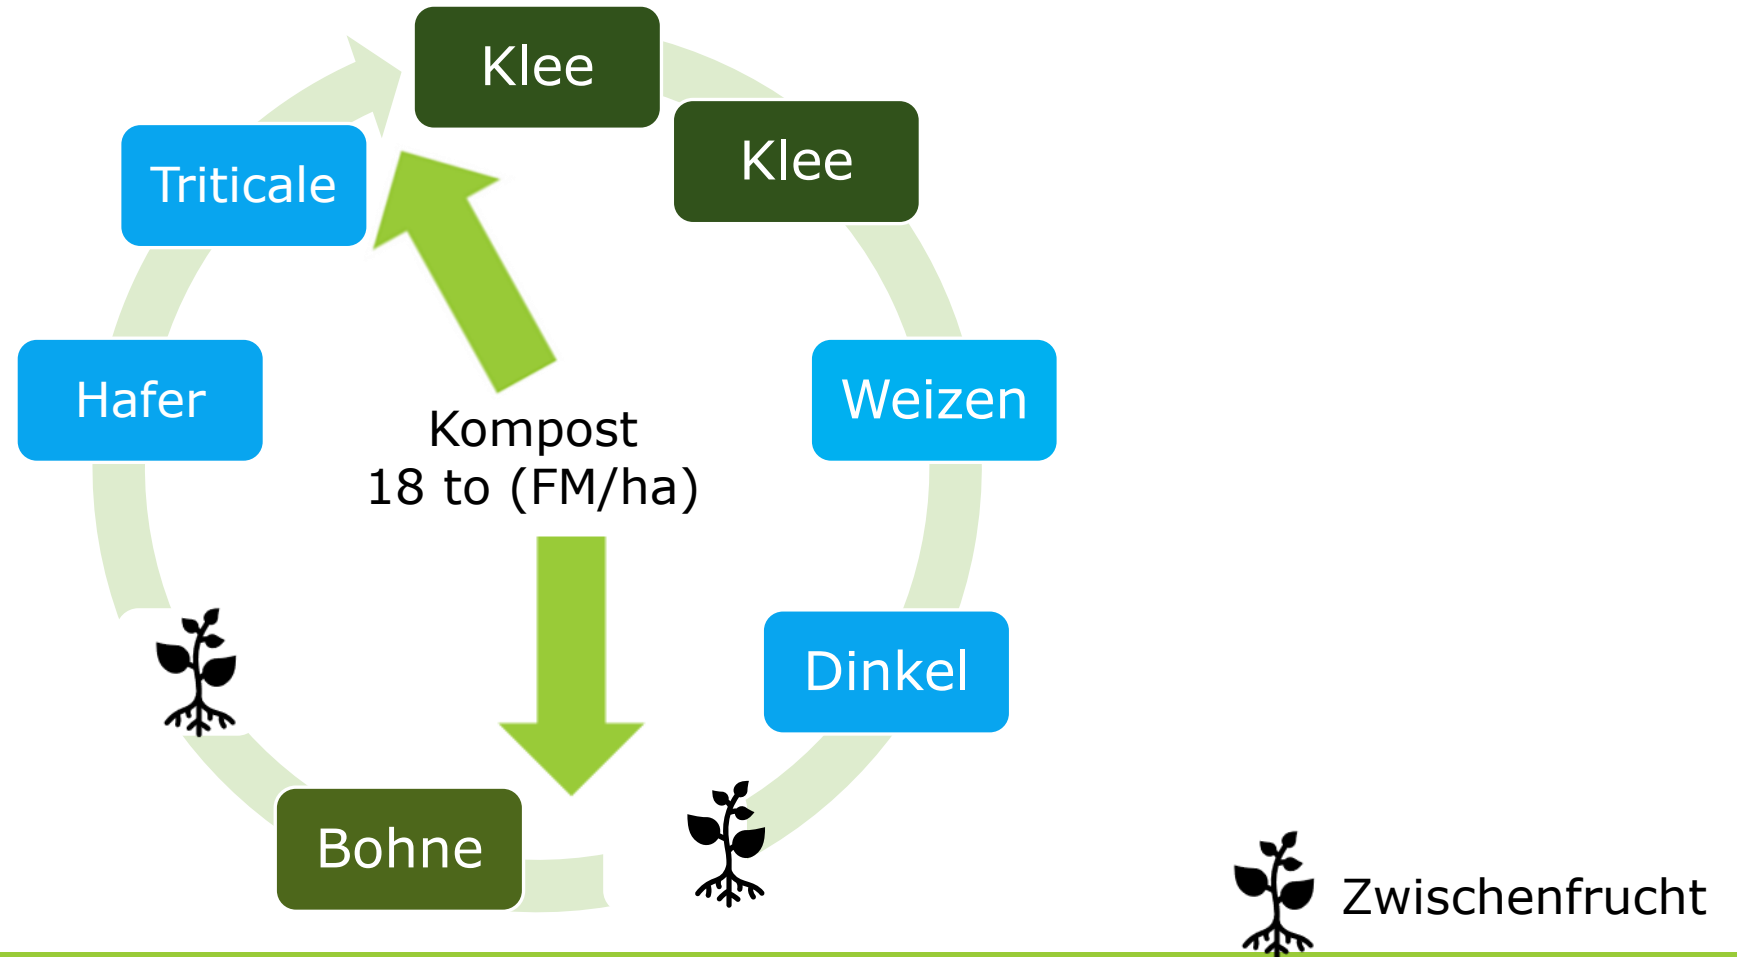 Klee
Klee
Triticale
Hafer
Weizen
Kompost
18 to (FM/ha)
Dinkel
Bohne
Zwischenfrucht